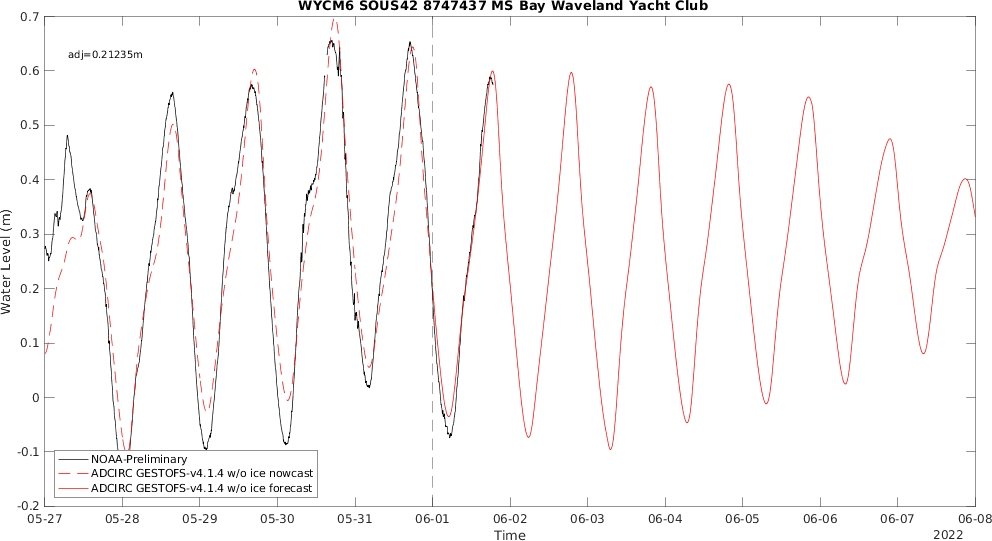 WYCM6 SOUS42 8747437 MS Bay Waveland Yacht Club
0.7
adj=0.21235m
0.6
0.5
0.4
0.3
0.2
0.1
0
-0.1
-0.2
Water Level (m)
NOAA-Preliminary
ADCIRC GESTOFS-v4.1.4 w/o ice nowcast
ADCIRC GESTOFS-v4.1.4 w/o ice forecast
05-27 05-28 05-29 05-30 05-31 06-01 06-02 06-03 06-04 06-05 06-06 06-07 06-08
Time
2022